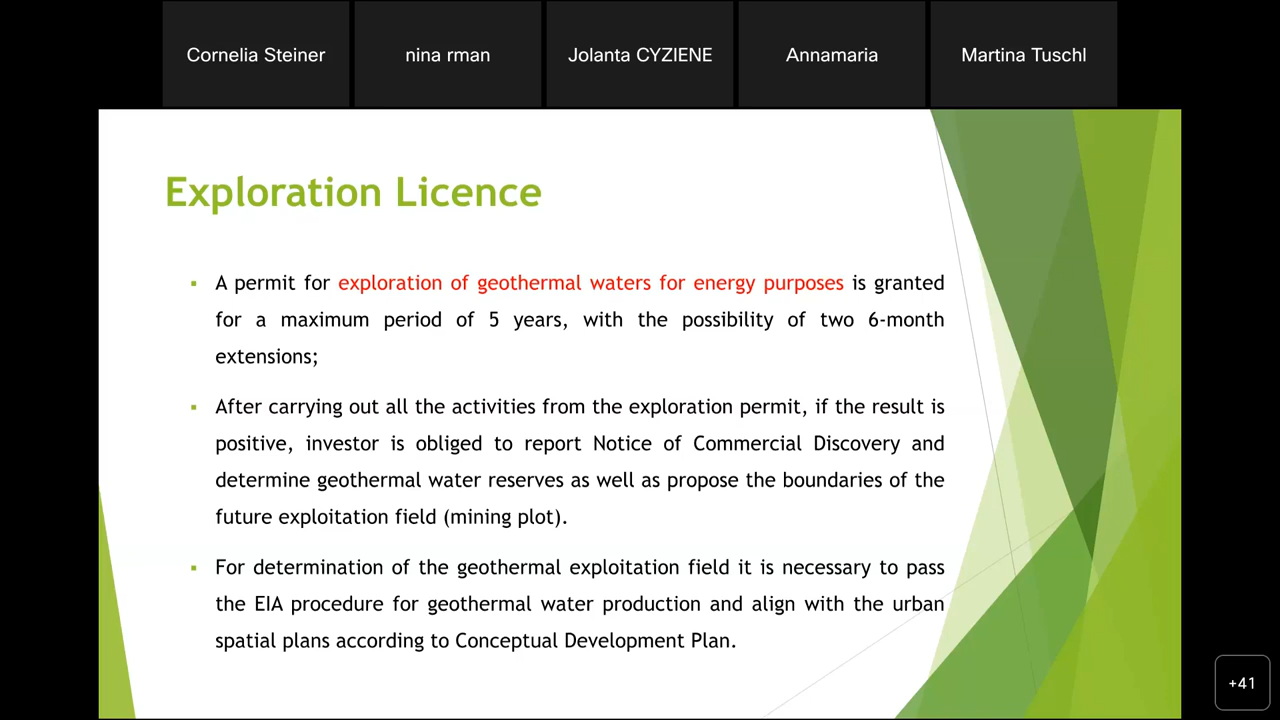 Cornelia Steiner
nina rman
Jolanta CYZIENE
Annamaria
Martina Tuschl
Exploration Licence
▪ A permit for exploration of geothermal waters for energy purposes is granted
for a maximum period of 5 years, with the possibility of two 6-month
extensions;
▪ After carrying out all the activities from the exploration permit, if the result is
positive, investor is obliged to report Notice of Commercial Discovery and
determine geothermal water reserves as well as propose the boundaries of the
future exploitation field (mining plot).
▪ For determination of the geothermal exploitation field it is necessary to pass
the EIA procedure for geothermal water production and align with the urban
spatial plans according to Conceptual Development Plan.
+41